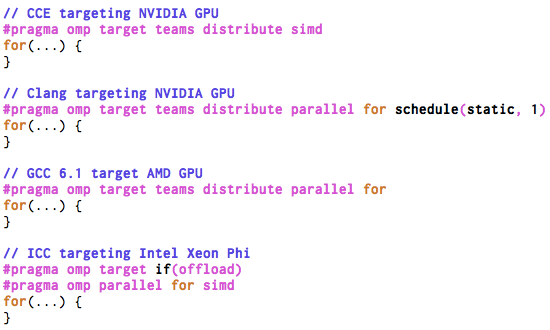 // CCE targeting NVIDIA GPU
#pragma omp target teams distribute simd
for(...) {
}
// Clang targeting NVIDIA GPU
#pragma omp target teams distribute parallel for schedule(static, 1)
for(...) {
}
// GCC 6.1 target AMD GPU
#pragma omp target teams distribute parallel for
for(...) {
}
// ICC targeting Intel Xeon Phi
#pragma omp target if(offload)
#pragma omp parallel for simd
for(...) {
}